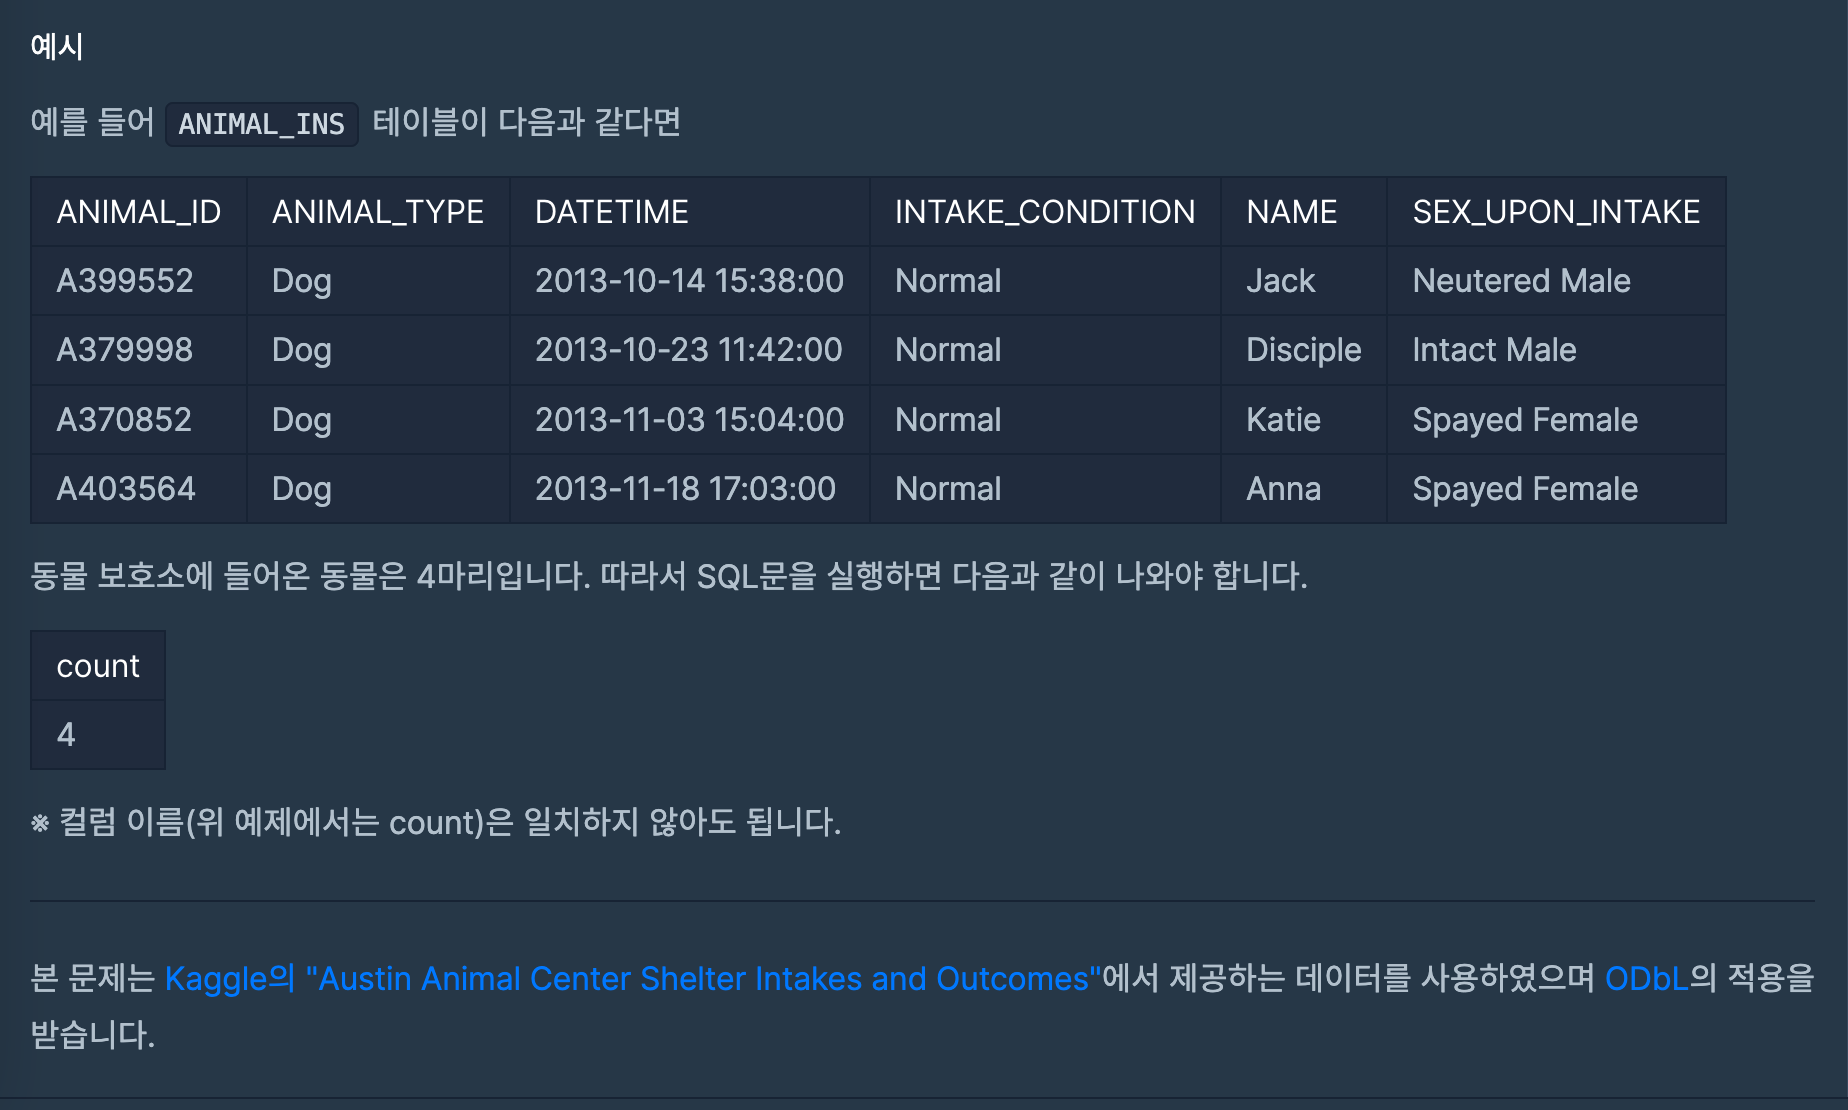 예시
예를 들어 ANIMAL_INS 테이블이 다음과 같다면
ANIMAL_ID ANIMAL_TYPE DATETIME INTAKE_CONDITION NAME SEX_UPON_INTAKE
A399552 Dog 2013-10-14 15:38:00 Normal Jack Neutered Male
A379998 Dog 2013-10-23 11:42:00 Normal Disciple Intact Male
A370852 Dog 2013-11-03 15:04:00 Normal Katie Spayed Female
A403564 Dog 2013-11-18 17:03:00 Normal Anna Spayed Female
동물 보호소에 들어온 동물은 4마리입니다. 따라서 SQL문을 실행하면 다음과 같이 나와야 합니다.
count
4
※ 컬럼 이름(위 예제에서는 count)은 일치하지 않아도 됩니다.
본 문제는 Kaggle의 "Austin Animal Center Shelter Intakes and Outcomes"에서 제공하는 데이터를 사용하였으며 ODbL의 적용을
받습니다.